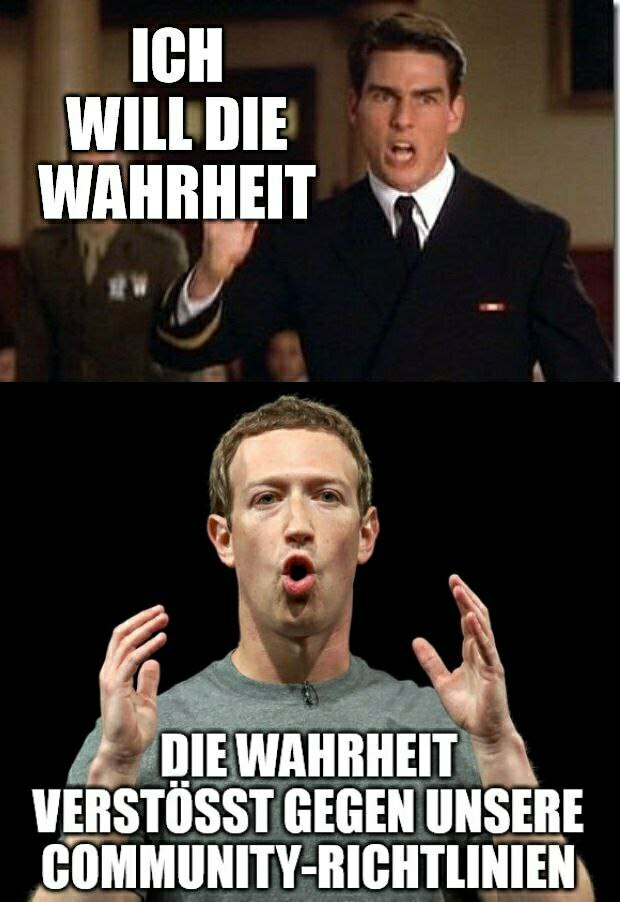 ICH
WILL DIE
WAHRHEIT
DIE WAHRHEIT
VERSTÖSST GEGEN UNSERE
COMMUNITY-RICHTLINIEN